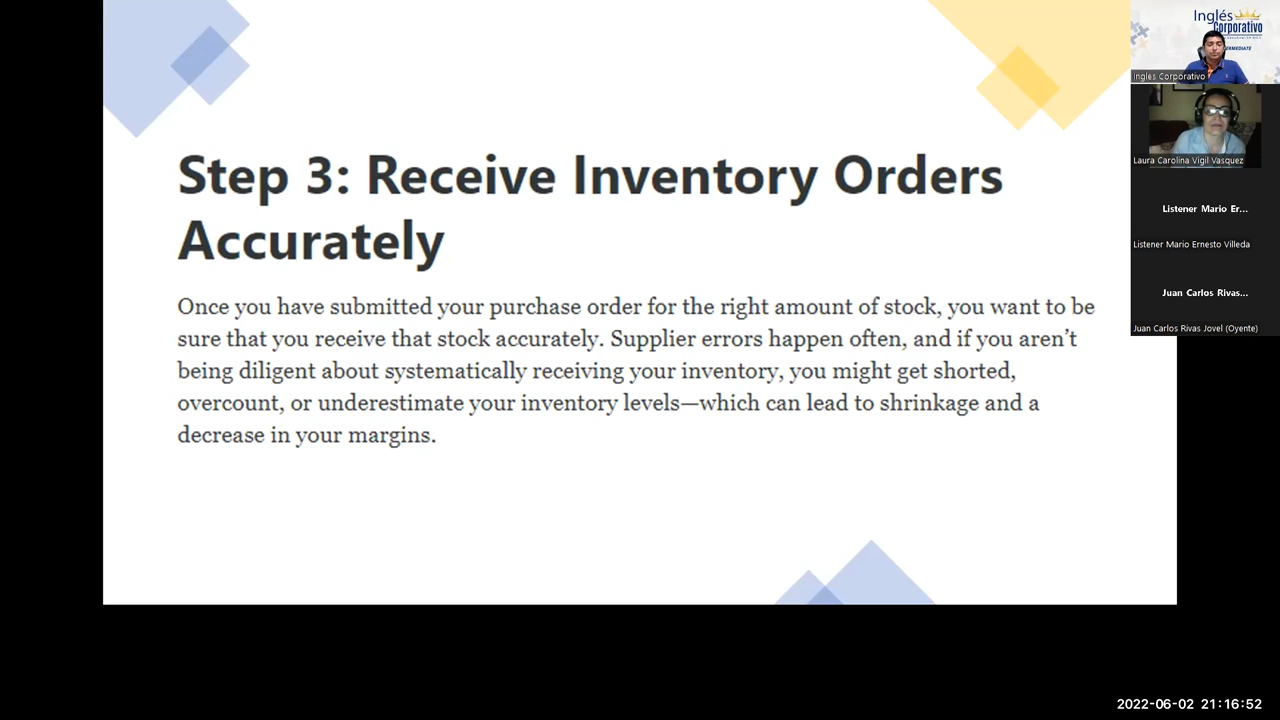 Step 3: Receive Inventory Orders
Accurately
Once you have submitted your purchase order for the right amount of stock, you want to be
sure that you receive that stock accurately. Supplier errors happen often, and if you aren’t
being diligent about systematically receiving your inventory, you might get shorted,
overcount, or underestimate your inventory levels—which can lead to shrinkage and a
decrease in your margins.
Inglés
Corporativo
Ingles Corporativo
Laura Carolina Vigil Vasquez
Listener Mario Er...
Listener Mario Ernesto Villeda
Juan Carlos Rivas...
Juan Carlos Rivas Jovel (Oyente)
2022-06-02 21:16:52